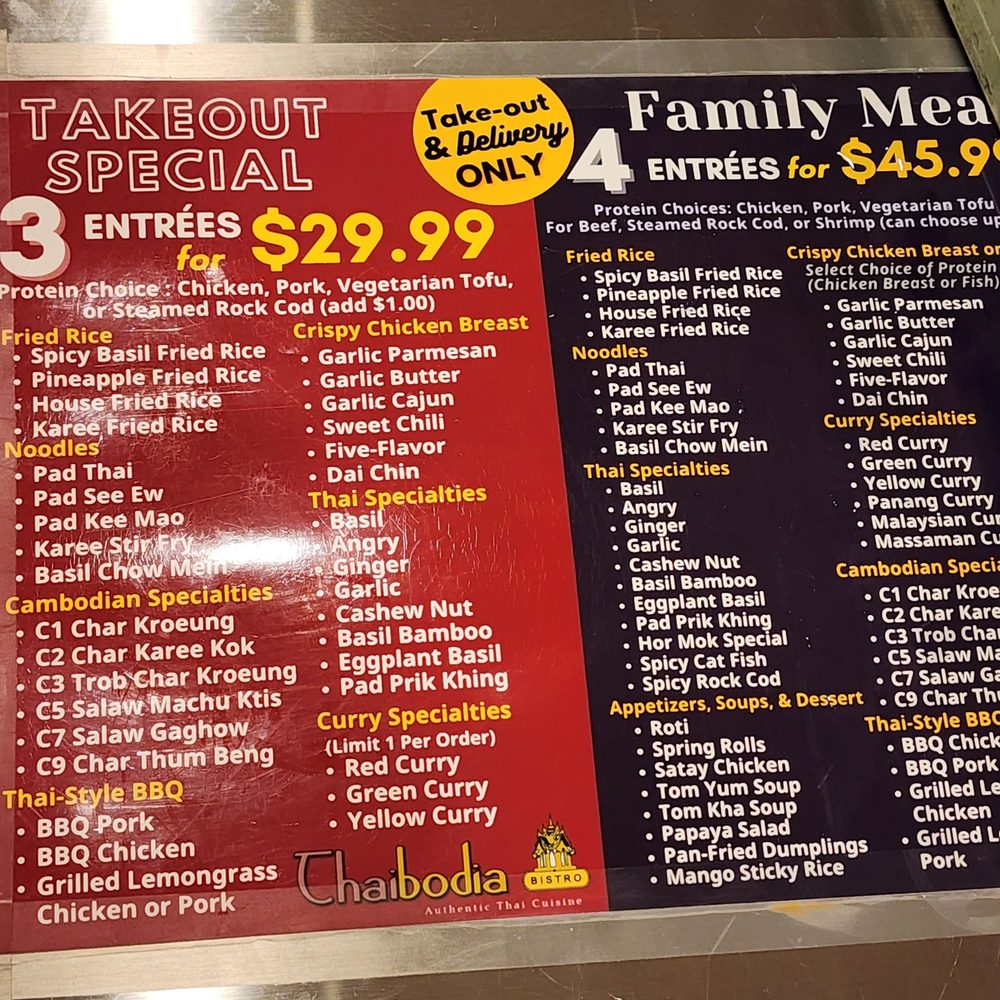 TAKEOUT
SPECIAL
3 ENTRÉES
for $29.99
Protein Choice : Chicken, Pork, Vegetarian Tofu,
or Steamed Rock Cod (add $1.00)
Fried Rice
• Spicy Basil Fried Rice
• Pineapple Fried Rice
• House Fried Rice
• Karee Fried Rice
Noodles
• Pad Thai
• Pad See Ew
• Pad Kee Mao
• Karee Stir Fry
• Basil Chow Mein
Cambodian Specialties
• C1 Char Kroeung
• C2 Char Karee Kok
• C3 Trob Char Kroeung
• C5 Salaw Machu Ktis
• C7 Salaw Gaghow
• C9 Char Thum Beng
Thai-Style BBQ
• BBQ Pork
• BBQ Chicken
• Grilled Lemongrass
Chicken or Pork
Crispy Chicken Breast
• Garlic Parmesan
• Garlic Butter
• Garlic Cajun
• Sweet Chili
• Five-Flavor
• Dai Chin
Thai Specialties
• Basil
• Angry
• Ginger
• Garlic
• Cashew Nut
• Basil Bamboo
• Eggplant Basil
• Pad Prik Khing
Curry Specialties
(Limit 1 Per Order)
• Red Curry
• Green Curry
• Yellow Curry
Thaibodia
BISTRO
Authentic Thai Cuisine
Take-out
& Delivery
ONLY
Family Mea
4 ENTRÉES for $45.9
Protein Choices: Chicken, Pork, Vegetarian Tofu
For Beef, Steamed Rock Cod, or Shrimp (can choose up
Fried Rice
• Spicy Basil Fried Rice
• Pineapple Fried Rice
• House Fried Rice
• Karee Fried Rice
Noodles
• Pad Thai
• Pad See Ew
• Pad Kee Mao
• Karee Stir Fry
• Basil Chow Mein
Thai Specialties
• Basil
• Angry
• Ginger
• Garlic
• Cashew Nut
• Basil Bamboo
• Eggplant Basil
• Pad Prik Khing
• Hor Mok Special
• Spicy Cat Fish
• Spicy Rock Cod
Appetizers, Soups, & Dessert
• Roti
• Spring Rolls
• Satay Chicken
• Tom Yum Soup
• Tom Kha Soup
• Papaya Salad
• Pan-Fried Dumplings
• Mango Sticky Rice
Crispy Chicken Breast or
Select Choice of Protein
(Chicken Breast or Fish)
• Garlic Parmesan
• Garlic Butter
• Garlic Cajun
• Sweet Chili
• Five-Flavor
• Dai Chin
Curry Specialties
• Red Curry
• Green Curry
• Yellow Curry
• Panang Curry
• Malaysian Cur
• Massaman Cu
Cambodian Specia
• C1 Char Kroe
• C2 Char Kare
• C3 Trob Char
• C5 Salaw Ma
• C7 Salaw Ga
• C9 Char Th
Thai-Style BBQ
• BBQ Chick
• BBQ Pork
• Grilled Le
Chicken
• Grilled L
Pork